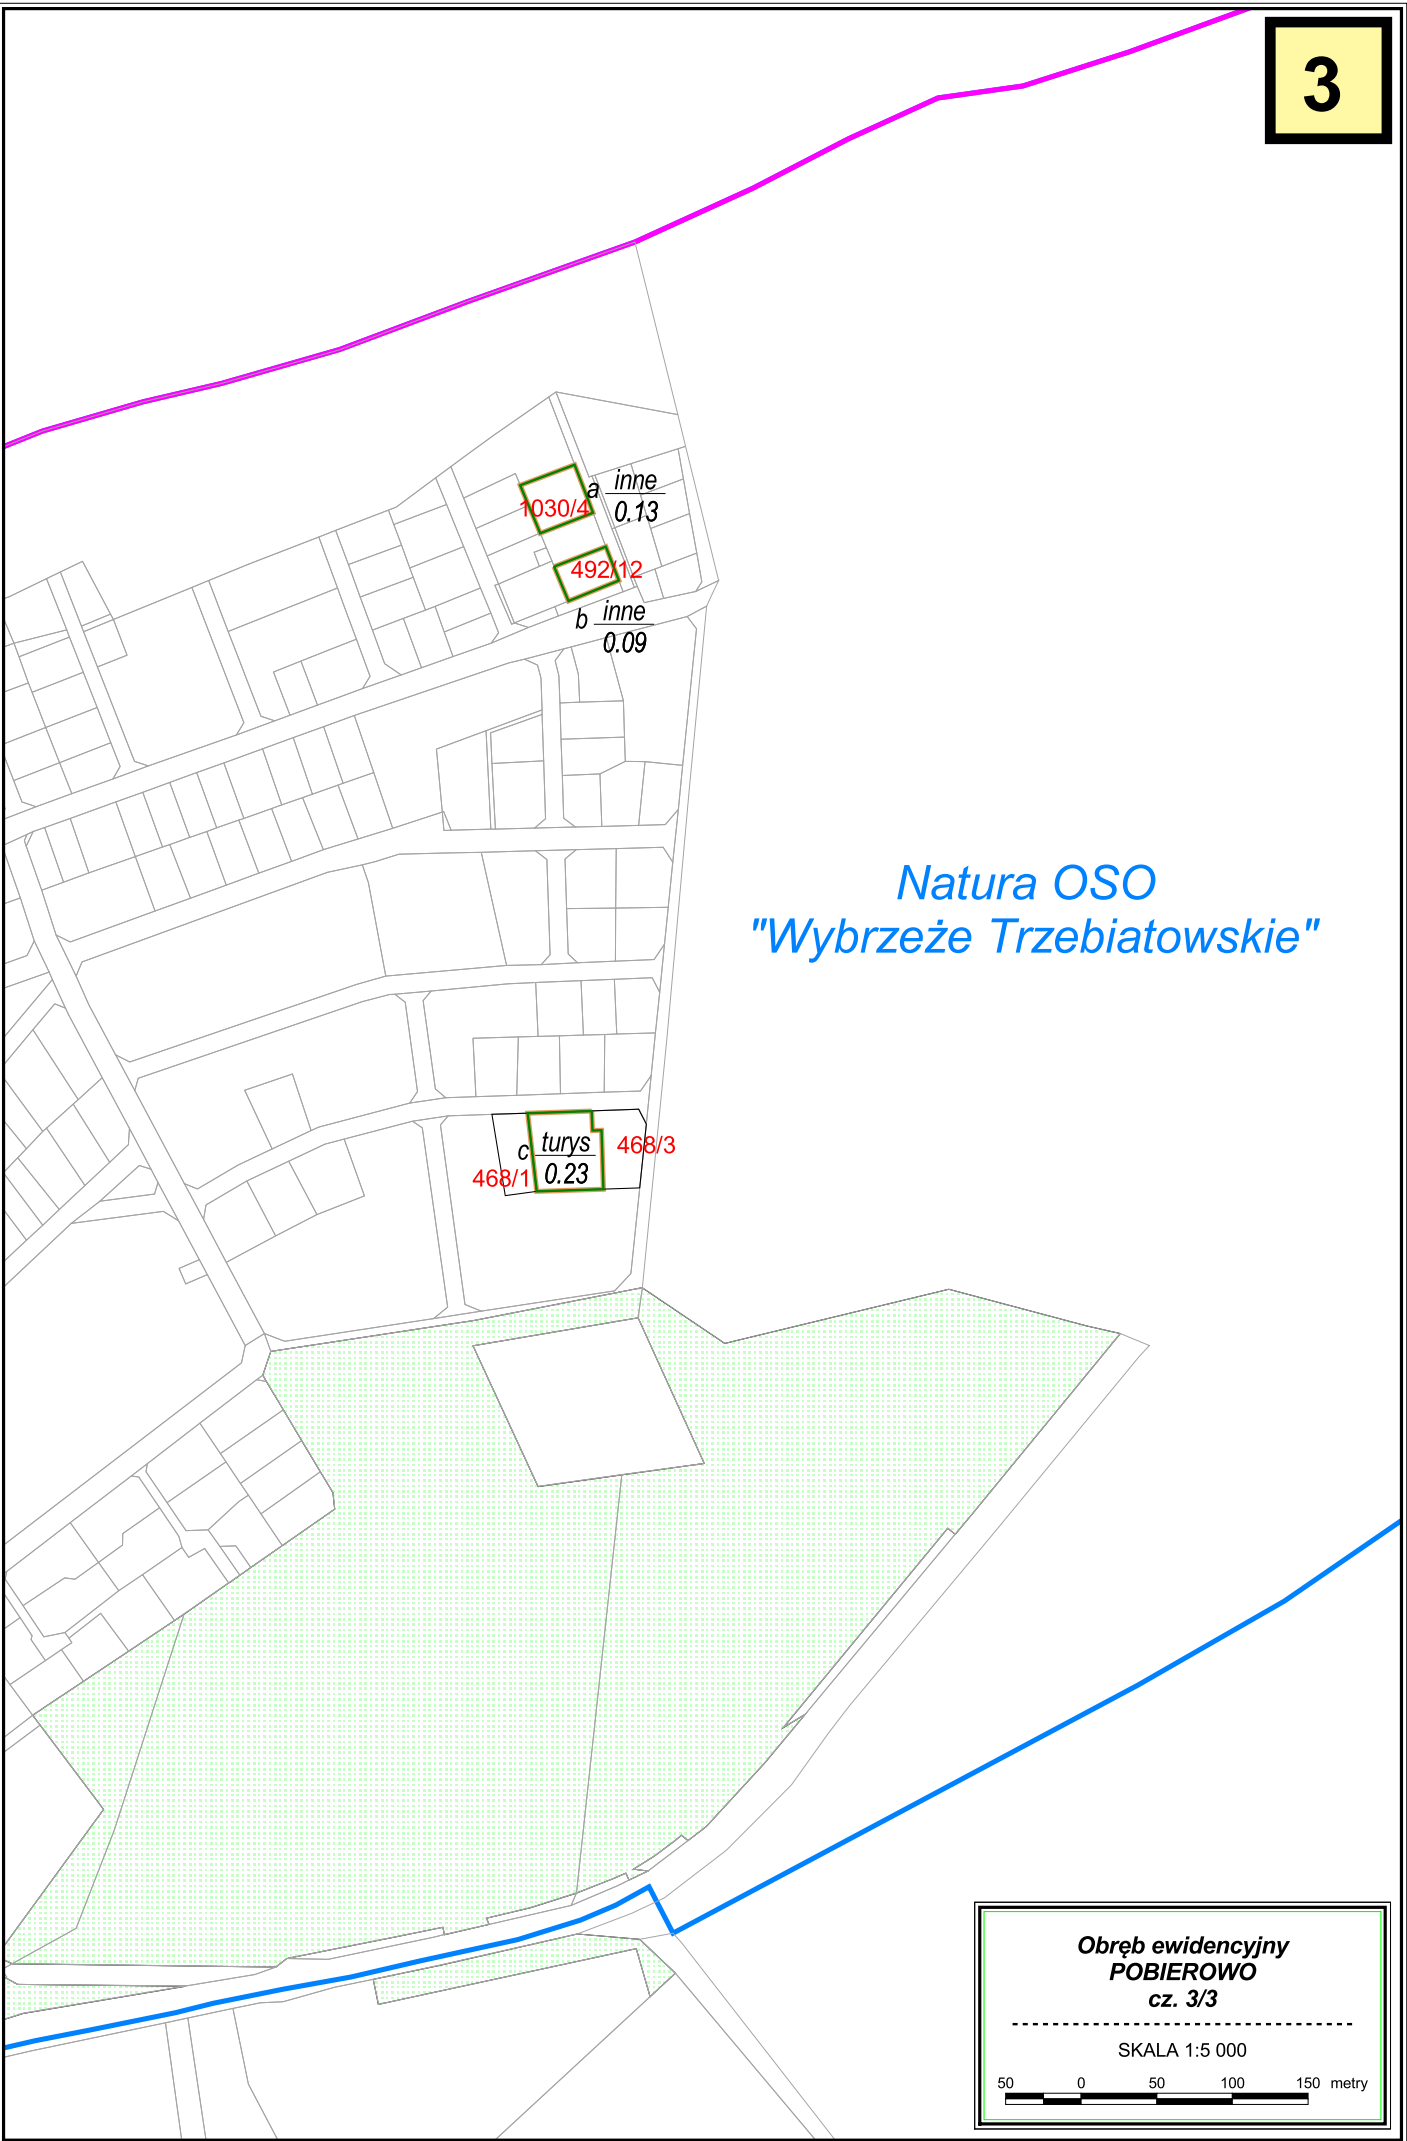 3
a inne
0.13
1030/4
492/12
b inne
0.09
Natura OSO
"Wybrzeże Trzebiatowskie"
c turys
0.23
468/3
468/1
Obręb ewidencyjny
POBIEROWO
cz. 3/3
SKALA 1:5 000
50 0 50 100 150 metry